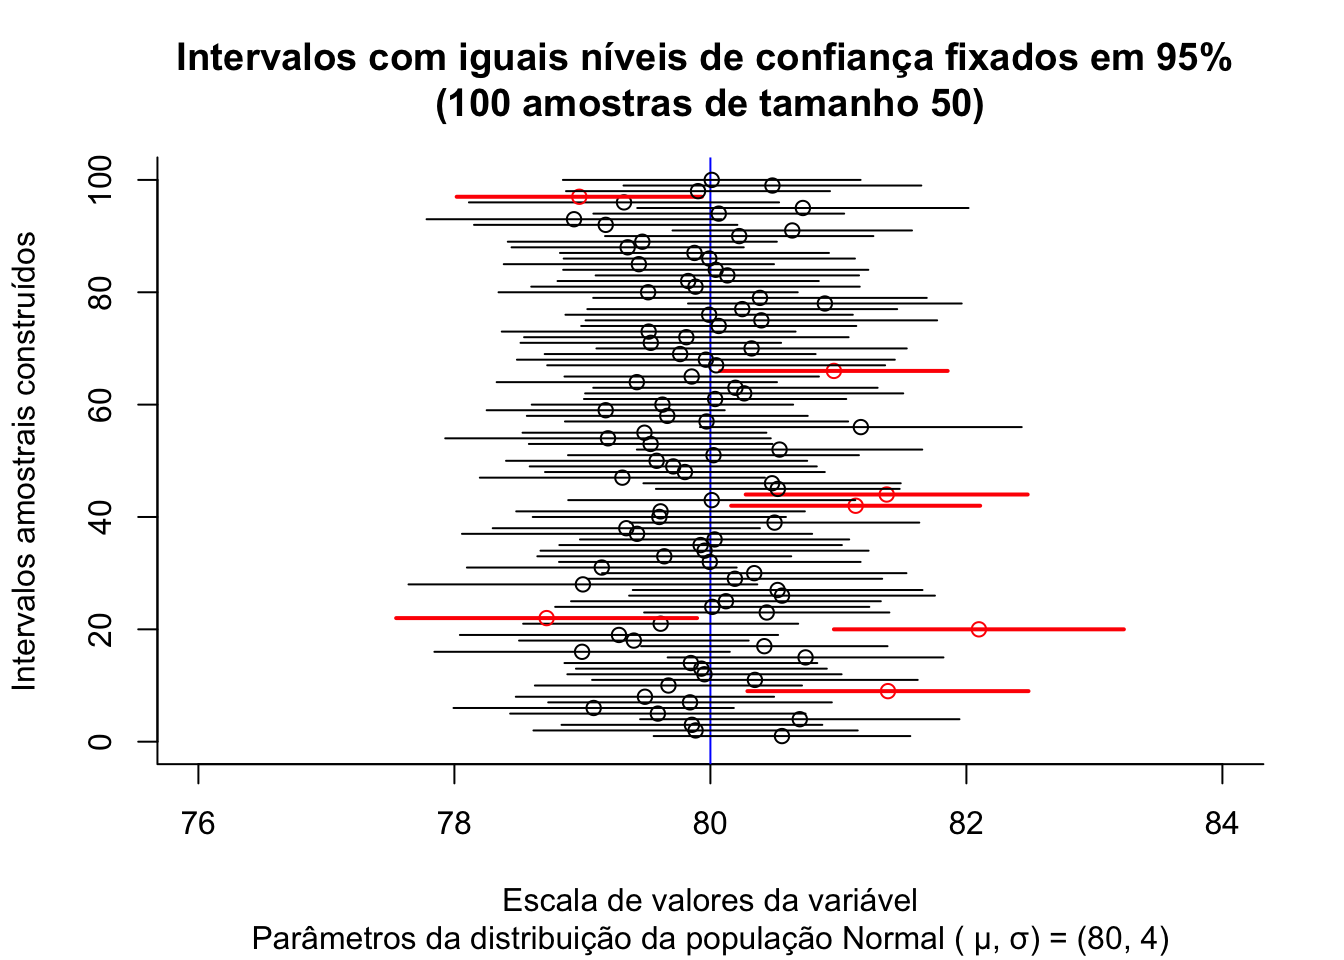 Intervalos com iguais níveis de confiança fixados em 95%
(100 amostras de tamanho 50)
Intervalos amostrais construídos
100
80
60
40
20
0
76 78 80 82 84
Escala de valores da variável
Parâmetros da distribuição da população Normal ( μ, σ) = (80, 4)